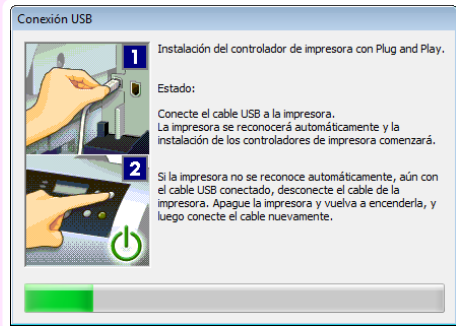 Conexión USB
1
Instalación del controlador de impresora con Plug and Play.
Estado:
Conecte el cable USB a la impresora.
La impresora se reconocerá automáticamente y la
instalación de los controladores de impresora comenzará.
2
Si la impresora no se reconoce automáticamente, aún con
el cable USB conectado, desconecte el cable de la
impresora. Apague la impresora y vuelva a encenderla, y
luego conecte el cable nuevamente.